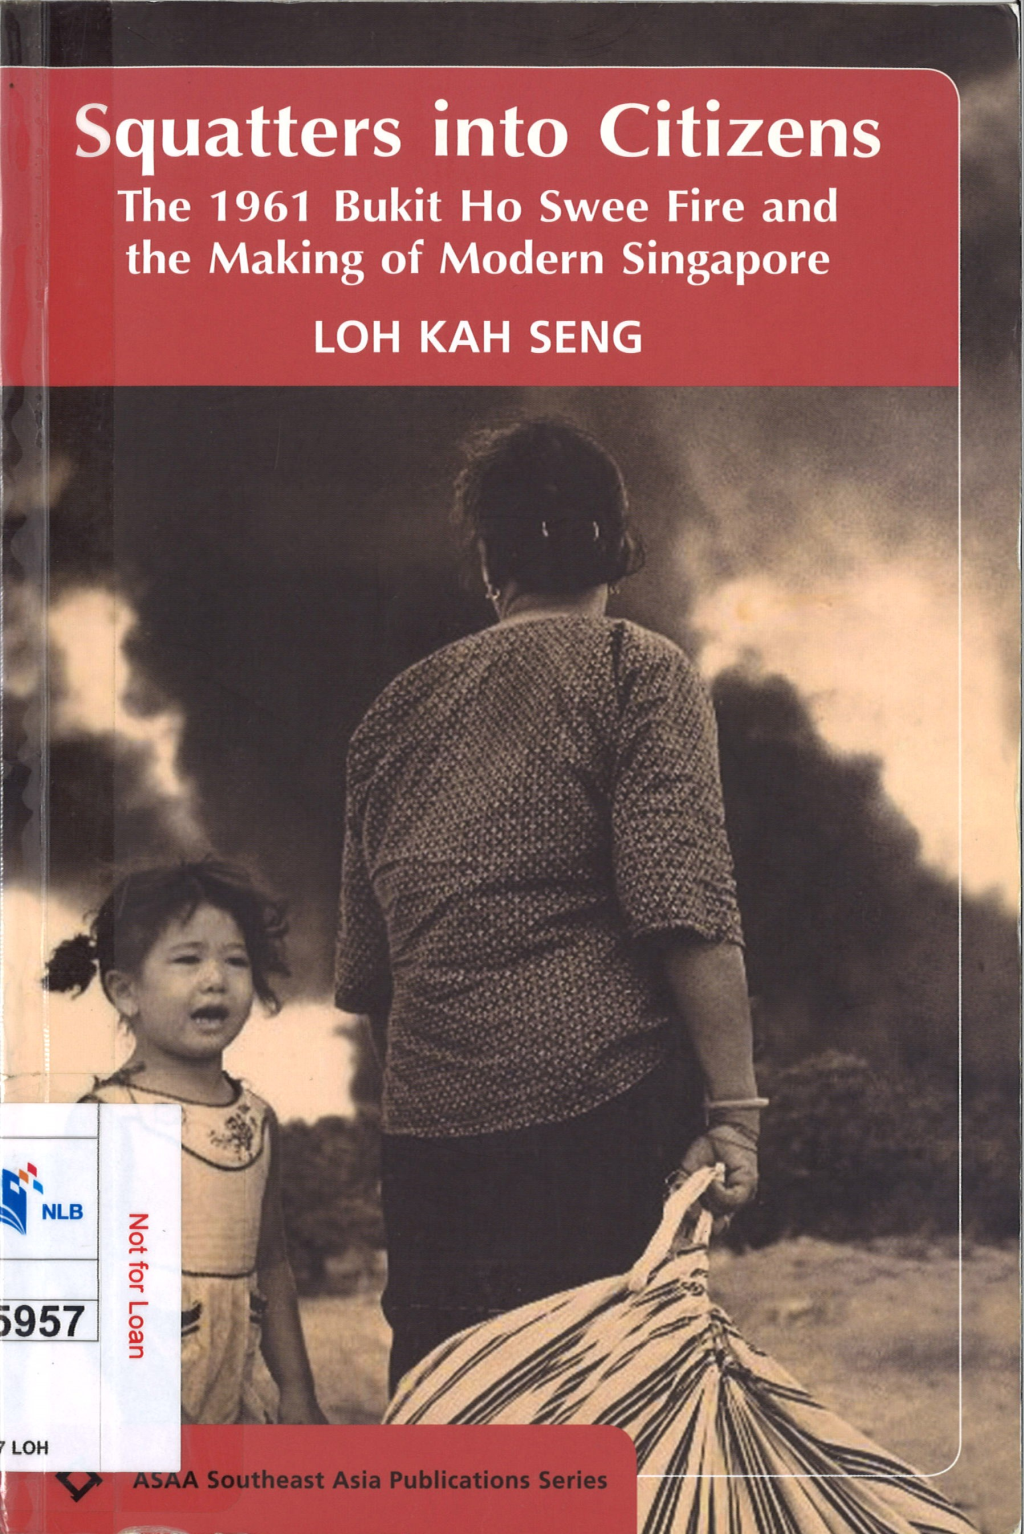 Squatters into Citizens
The 1961 Bukit Ho Swee Fire and
the Making of Modern Singapore
LOH KAH SENG
NLB
Not for Loan
5957
7 LOH
ASAA Southeast Asia Publications Series